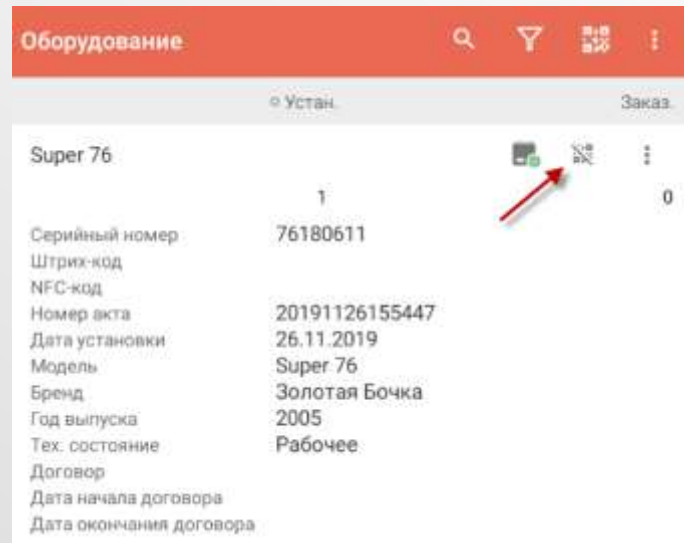 Оборудование
Устан. Заказ.
Super 76
1 0
Серийный номер 76180611
Штрих-код
NFC-код
Номер акта 20191126155447
Дата установки 26.11.2019
Модель Super 76
Бренд Золотая Бочка
Год выпуска 2005
Тех. состояние Рабочее
Договор
Дата начала договора
Дата окончания договора